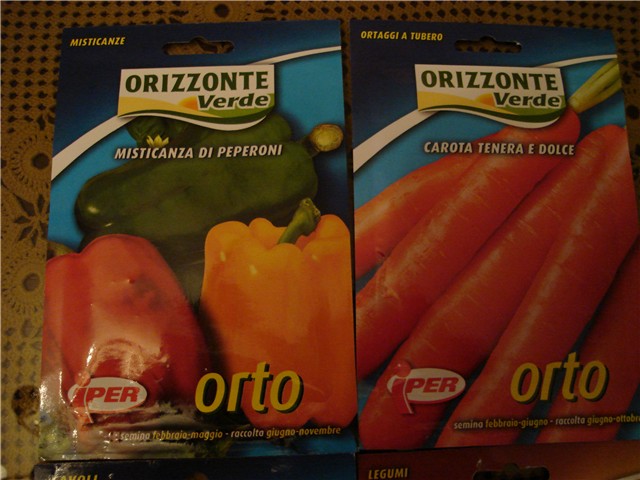 MISTICANZE
ORIZZONTE
Verde
MISTICANZA DI PEPERONI
IPER
orto
semina febbraio-maggio - raccolta giugno-novembre
ORTAGGI A TUBERO
ORIZZONTE
Verde
CAROTA TENERA E DOLCE
IPER
orto
semina febbraio-giugno - raccolta giugno-ottobre
LEGUMI